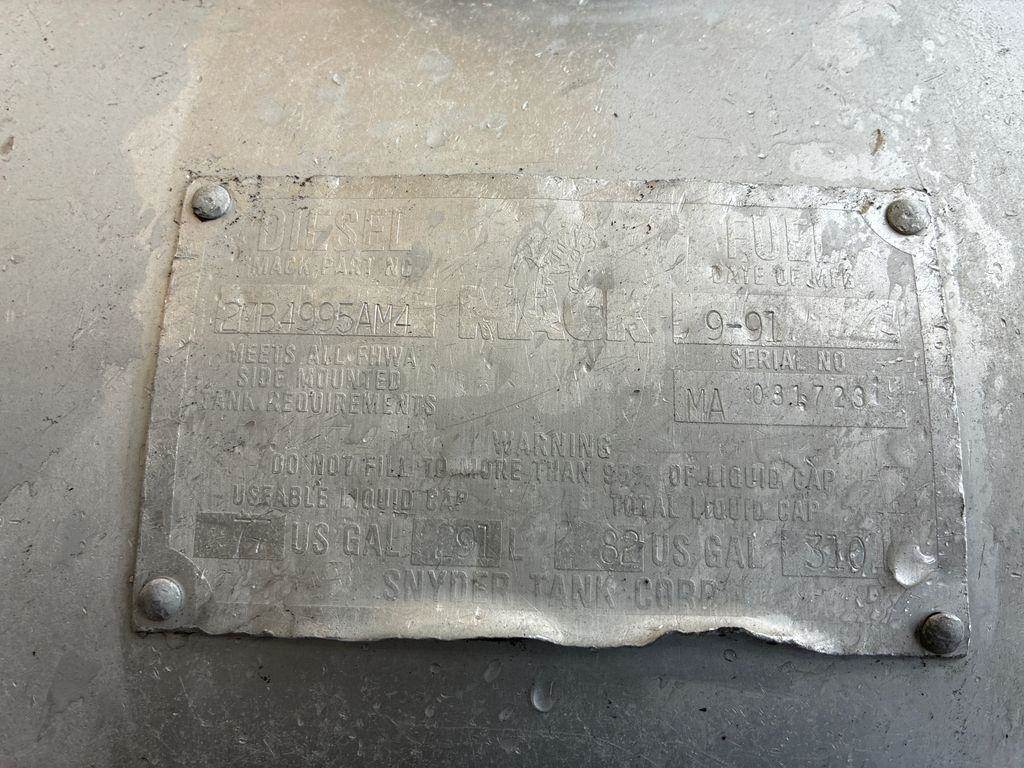 DIESEL FUEL
MACK PART NO DATE OF MFG
MACK
9-91
MEETS ALL FHWA SERIAL NO
SIDE MOUNTED
MA
TANK REQUIREMENTS
WARNING
DO NOT FILL TO MORE THAN 95% OF LIQUID CAP
USEABLE LIQUID CAP TOTAL LIQUID CAP
77 US GAL 291 L 82 US GAL 310
SNYDER TANK CORP